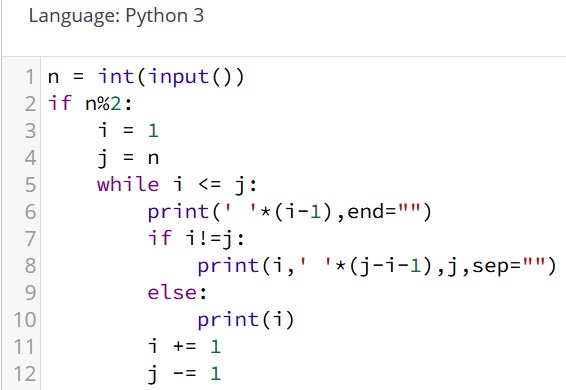 Language: Python 3
1 n = int(input())
2 if n%2:
3     i = 1
4     j = n
5     while i <= j:
6         print(' '*(i-1),end="")
7         if i!=j:
8             print(i,' '*(j-i-1),j,sep="")
9         else:
10             print(i)
11         i += 1
12         j -= 1